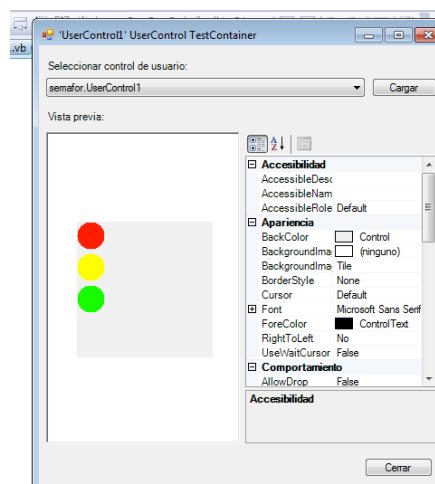 .vb
'UserControl1' UserControl TestContainer
Seleccionar control de usuario:
semafor.UserControl1
Cargar
Vista previa:
Accesibilidad
AccessibleDesc
AccessibleNam
AccessibleRole Default
Apariencia
BackColor Control
BackgroundIma (ninguno)
BackgroundIma Tile
BorderStyle None
Cursor Default
Font Microsoft Sans Serif
ForeColor ControlText
RightToLeft No
UseWaitCursor False
Comportamiento
AllowDrop False
Accesibilidad
Cerrar